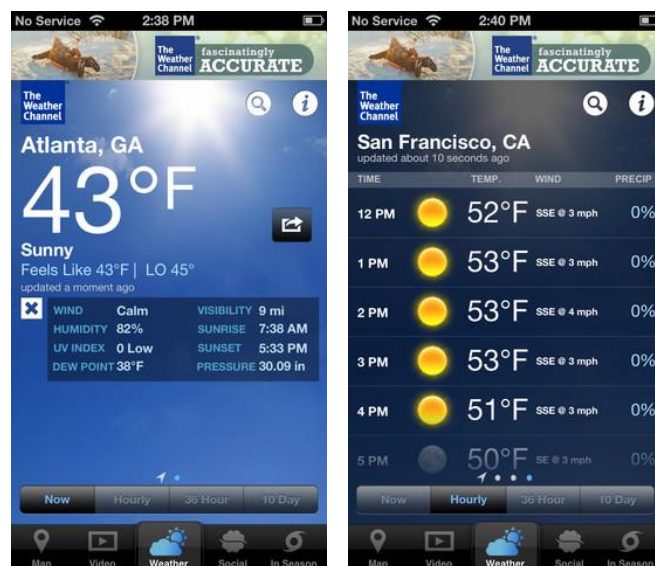 No Service 2:38 PM
The Weather Channel fascinatingly ACCURATE
The Weather Channel
Atlanta, GA
43°F
Sunny
Feels Like 43°F | LO 45°
updated a moment ago
WIND Calm VISIBILITY 9 mi
HUMIDITY 82% SUNRISE 7:38 AM
UV INDEX 0 Low SUNSET 5:33 PM
DEW POINT 38°F PRESSURE 30.09 in
Now Hourly 36 Hour 10 Day
Map Video Weather Social In Season
No Service 2:40 PM
The Weather Channel fascinatingly ACCURATE
The Weather Channel
San Francisco, CA
updated about 10 seconds ago
TIME TEMP. WIND PRECIP
12 PM 52°F SSE @ 3 mph 0%
1 PM 53°F SSE @ 3 mph 0%
2 PM 53°F SSE @ 4 mph 0%
3 PM 53°F SSE @ 3 mph 0%
4 PM 51°F SSE @ 3 mph 0%
5 PM 50°F SE @ 3 mph 0%
Now Hourly 36 Hour 10 Day
Map Video Weather Social In Season